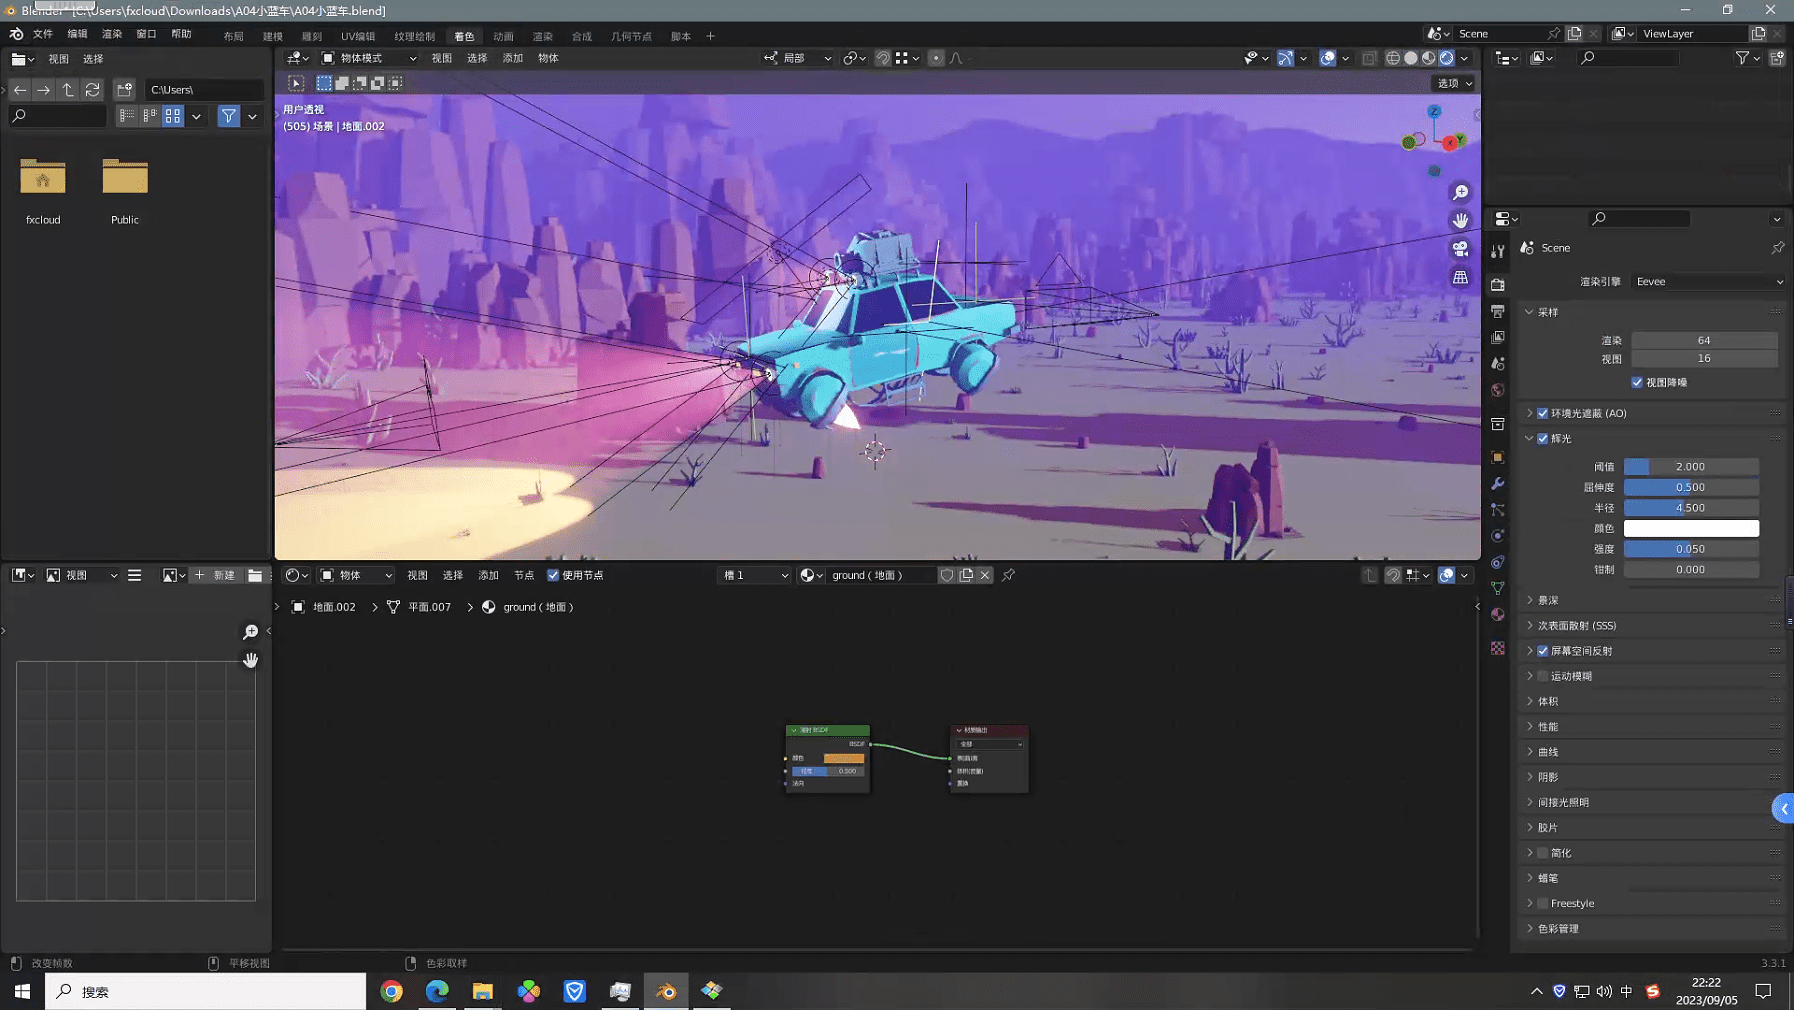 Blender [C:\Users\fxcloud\Downloads\A04小蓝车\A04小蓝车.blend]
文件 编辑 渲染 窗口 帮助 布局 建模 雕刻 UV编辑 纹理绘制 着色 动画 渲染 合成 几何节点 脚本 + Scene ViewLayer
视图 选择 物体模式 视图 选择 添加 物体 局部
C:\Users\ 选项
用户透视
(505) 场景 | 地面.002
Z
Y
X
fxcloud Public
Scene
渲染引擎 Eevee
采样
渲染 64
视图 16
视图降噪
环境光遮蔽 (AO)
辉光
阈值 2.000
屈伸度 0.500
半径 4.500
颜色
强度 0.050
钳制 0.000
景深
次表面散射 (SSS)
屏幕空间反射
运动模糊
体积
性能
曲线
阴影
间接光照明
胶片
简化
蜡笔
Freestyle
色彩管理
视图 新建 物体 视图 选择 添加 节点 使用节点 槽 1 ground ( 地面 )
地面.002 平面.007 ground ( 地面 )
漫射 BSDF
BSDF
颜色
糙度 0.500
法向
材质输出
全部
表(曲)面
体积(音量)
置换
改变帧数 平移视图 色彩取样 3.3.1
搜索 中 22:22
2023/09/05